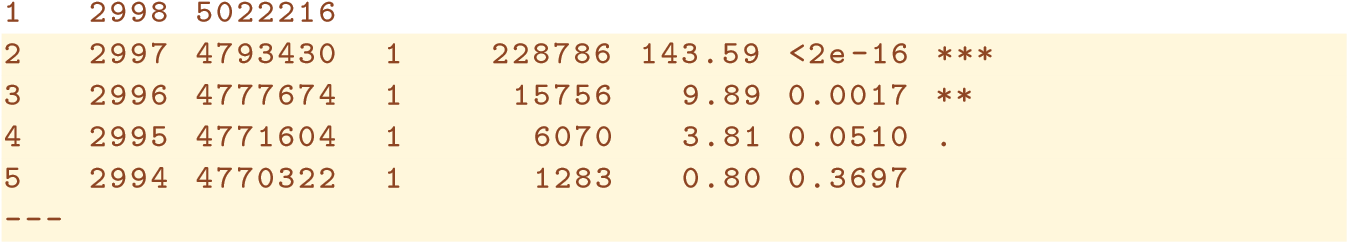 1    2998 5022216
2    2997 4793430  1    228786 143.59 <2e-16 ***
3    2996 4777674  1     15756   9.89 0.0017 **
4    2995 4771604  1      6070   3.81 0.0510 .
5    2994 4770322  1      1283   0.80 0.3697
---